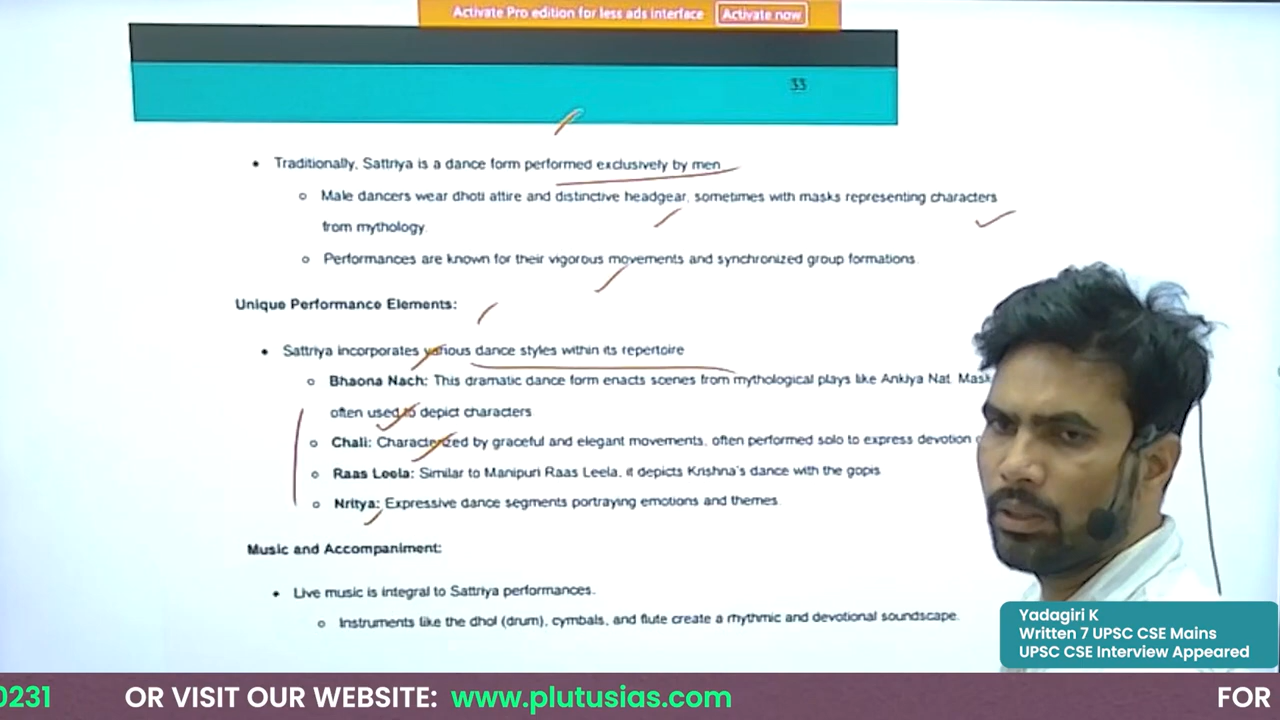 Activate Pro edition for less ads interface Activate now
33
• Traditionally, Sattriya is a dance form performed exclusively by men
o Male dancers wear dhoti attire and distinctive headgear, sometimes with masks representing characters
from mythology.
o Performances are known for their vigorous movements and synchronized group formations.
Unique Performance Elements:
• Sattriya incorporates various dance styles within its repertoire
o Bhaona Nach: This dramatic dance form enacts scenes from mythological plays like Ankiya Nat. Mask
often used to depict characters
o Chali: Characterized by graceful and elegant movements, often performed solo to express devotion
o Raas Leela: Similar to Manipuri Raas Leela, it depicts Krishna's dance with the gopis
o Nritya: Expressive dance segments portraying emotions and themes.
Music and Accompaniment:
• Live music is integral to Sattriya performances.
o Instruments like the dhol (drum), cymbals, and flute create a rhythmic and devotional soundscape.
Yadagiri K
Written 7 UPSC CSE Mains
UPSC CSE Interview Appeared
0231 OR VISIT OUR WEBSITE: www.plutusias.com FOR